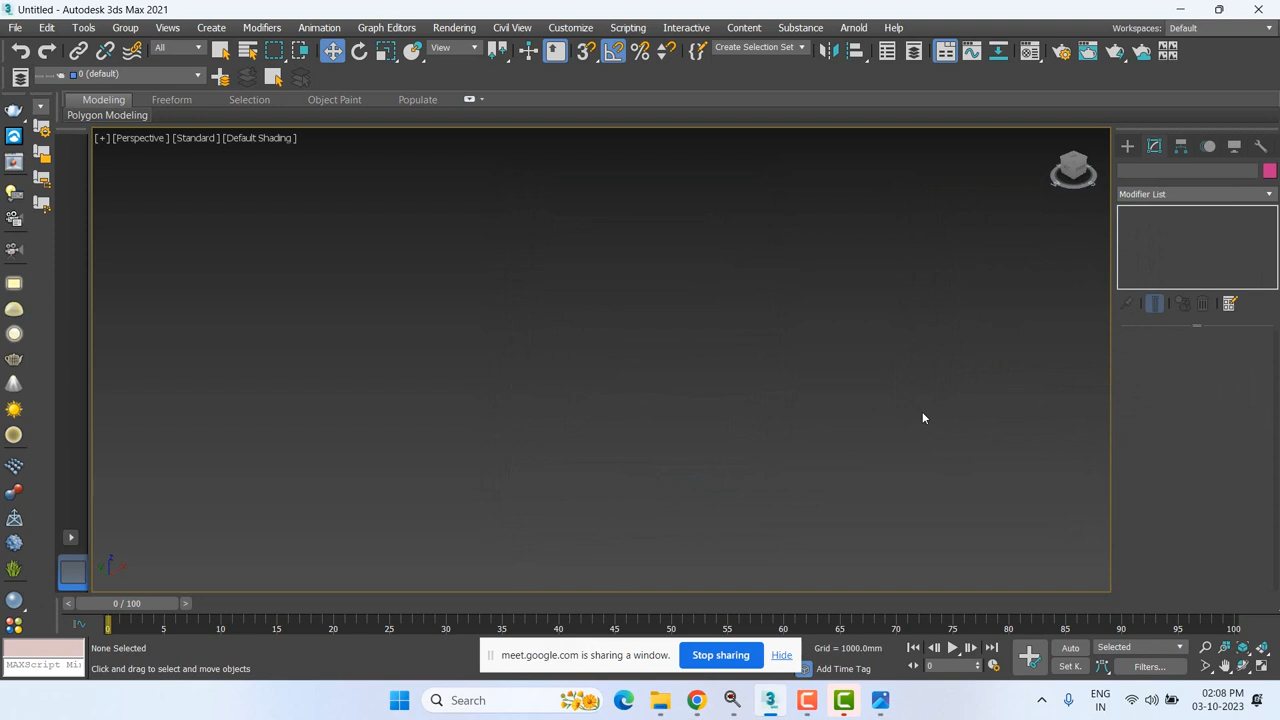 Untitled - Autodesk 3ds Max 2021
File Edit Tools Group Views Create Modifiers Animation Graph Editors Rendering Civil View Customize Scripting Interactive Content Substance Arnold Help Workspaces: Default
All View Create Selection Set
0 (default)
Modeling Freeform Selection Object Paint Populate
Polygon Modeling
[+] [Perspective ] [Standard ] [Default Shading ]
Modifier List
0 / 100
0 5 10 15 20 25 30 35 40 45 50 55 60 65 70 75 80 85 90 95 100
None Selected
MAXScript Mi
Click and drag to select and move objects
meet.google.com is sharing a window. Stop sharing Hide
Grid = 1000.0mm
Add Time Tag
0
Auto Selected
Set K. Filters...
Search
ENG
IN
02:08 PM
03-10-2023